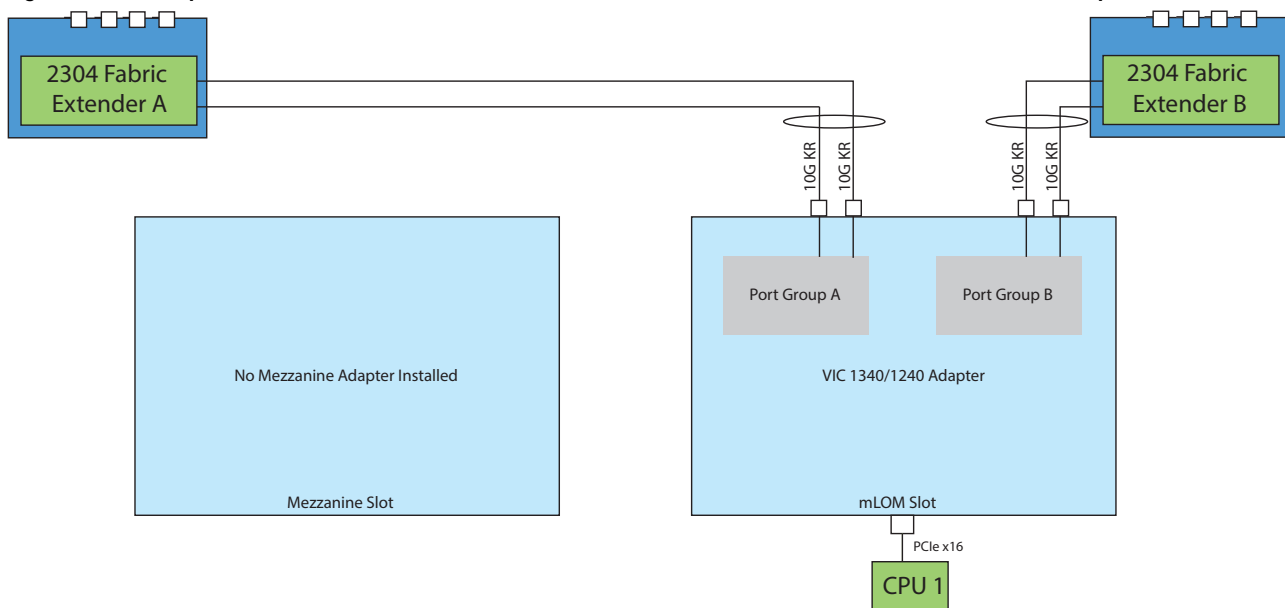 2304 Fabric
Extender A
2304 Fabric
Extender B
10G KR
10G KR
10G KR
10G KR
Port Group A
Port Group B
No Mezzanine Adapter Installed
VIC 1340/1240 Adapter
Mezzanine Slot
mLOM Slot
PCIe x16
CPU 1